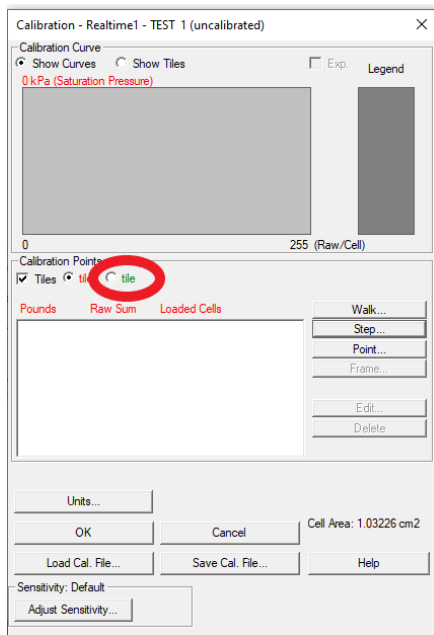 Calibration - Realtime1 - TEST 1 (uncalibrated)
Calibration Curve
Show Curves Show Tiles Exp. Legend
0 kPa (Saturation Pressure)
0 255 (Raw/Cell)
Calibration Points
Tiles tile
Pounds Raw Sum Loaded Cells
Walk...
Step...
Point...
Frame...
Edit...
Delete
Units...
OK Cancel Cell Area: 1.03226 cm2
Load Cal. File... Save Cal. File... Help
Sensitivity: Default
Adjust Sensitivity...